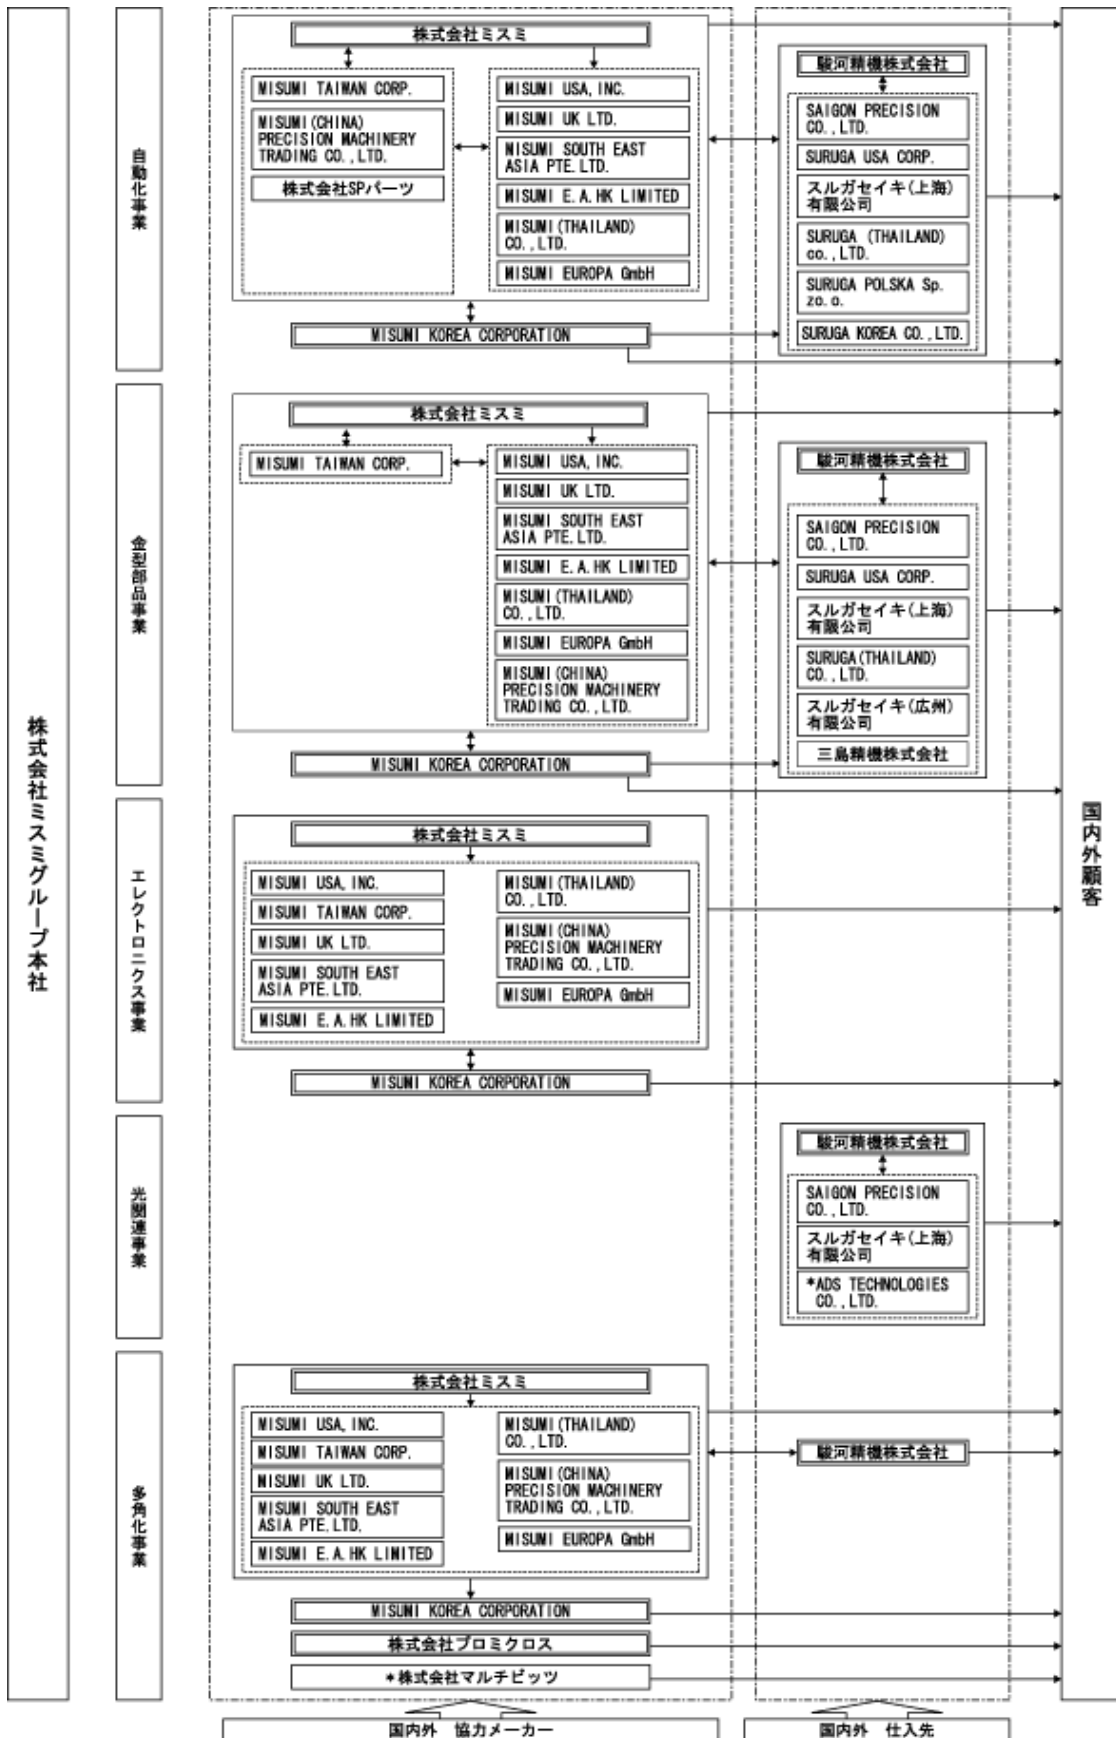 株式会社ミスミグループ本社
自動化事業
株式会社ミスミ
MISUMI TAIWAN CORP.
MISUMI(CHINA)
PRECISION MACHINERY
TRADING CO.,LTD.
株式会社SPパーツ
MISUMI USA, INC.
MISUMI UK LTD.
MISUMI SOUTH EAST
ASIA PTE.LTD.
MISUMI E.A.HK LIMITED
MISUMI(THAILAND)
CO.,LTD.
MISUMI EUROPA GmbH
MISUMI KOREA CORPORATION
駿河精機株式会社
SAIGON PRECISION
CO.,LTD.
SURUGA USA CORP.
スルガセイキ(上海)
有限公司
SURUGA (THAILAND)
co.,LTD.
SURUGA POLSKA Sp.
zo.o.
SURUGA KOREA CO.,LTD.
金型部品事業
株式会社ミスミ
MISUMI TAIWAN CORP.
MISUMI USA, INC.
MISUMI UK LTD.
MISUMI SOUTH EAST
ASIA PTE.LTD.
MISUMI E.A.HK LIMITED
MISUMI(THAILAND)
CO.,LTD.
MISUMI EUROPA GmbH
MISUMI(CHINA)
PRECISION MACHINERY
TRADING CO.,LTD.
MISUMI KOREA CORPORATION
駿河精機株式会社
SAIGON PRECISION
CO.,LTD.
SURUGA USA CORP.
スルガセイキ(上海)
有限公司
SURUGA(THAILAND)
CO.,LTD.
スルガセイキ(広州)
有限公司
三島精機株式会社
エレクトロニクス事業
株式会社ミスミ
MISUMI USA, INC.
MISUMI TAIWAN CORP.
MISUMI UK LTD.
MISUMI SOUTH EAST
ASIA PTE.LTD.
MISUMI E.A.HK LIMITED
MISUMI(THAILAND)
CO.,LTD.
MISUMI(CHINA)
PRECISION MACHINERY
TRADING CO.,LTD.
MISUMI EUROPA GmbH
MISUMI KOREA CORPORATION
光関連事業
駿河精機株式会社
SAIGON PRECISION
CO.,LTD.
スルガセイキ(上海)
有限公司
*ADS TECHNOLOGIES
CO.,LTD.
多角化事業
株式会社ミスミ
MISUMI USA, INC.
MISUMI TAIWAN CORP.
MISUMI UK LTD.
MISUMI SOUTH EAST
ASIA PTE.LTD.
MISUMI E.A.HK LIMITED
MISUMI(THAILAND)
CO.,LTD.
MISUMI(CHINA)
PRECISION MACHINERY
TRADING CO.,LTD.
MISUMI EUROPA GmbH
駿河精機株式会社
MISUMI KOREA CORPORATION
株式会社プロミクロス
*株式会社マルチビッツ
国内外顧客
国内外 協力メーカー
国内外 仕入先